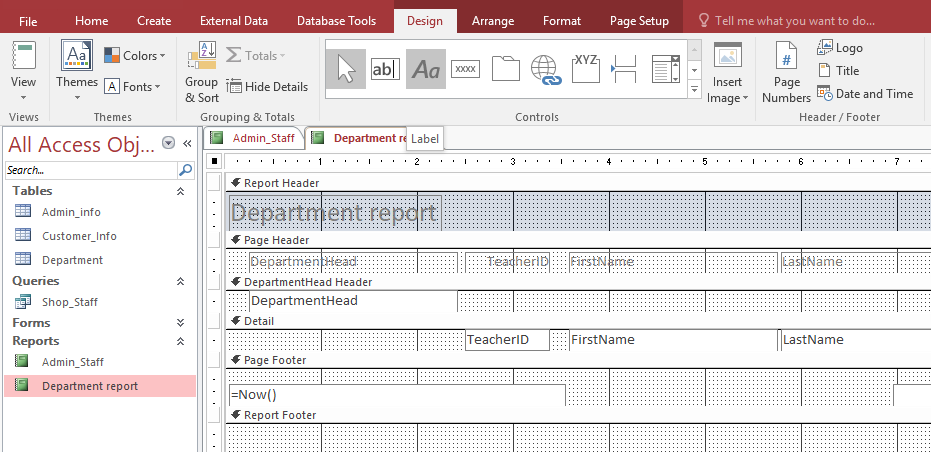 File Home Create External Data Database Tools Design Arrange Format Page Setup Tell me what you want to do...
View
Views
Themes
Colors
Fonts
Themes
Group & Sort
Totals
Hide Details
Grouping & Totals
ab
Aa
xxxx
XYZ
Controls
Insert Image
Page Numbers
Logo
Title
Date and Time
Header / Footer
All Access Obj...
Search...
Tables
Admin_info
Customer_Info
Department
Queries
Shop_Staff
Forms
Reports
Admin_Staff
Department report
Admin_Staff
Department re
Label
1 2 3 4 5 6 7
Report Header
Department report
Page Header
DepartmentHead TeacherID FirstName LastName
DepartmentHead Header
DepartmentHead
Detail
TeacherID FirstName LastName
Page Footer
=Now()
Report Footer